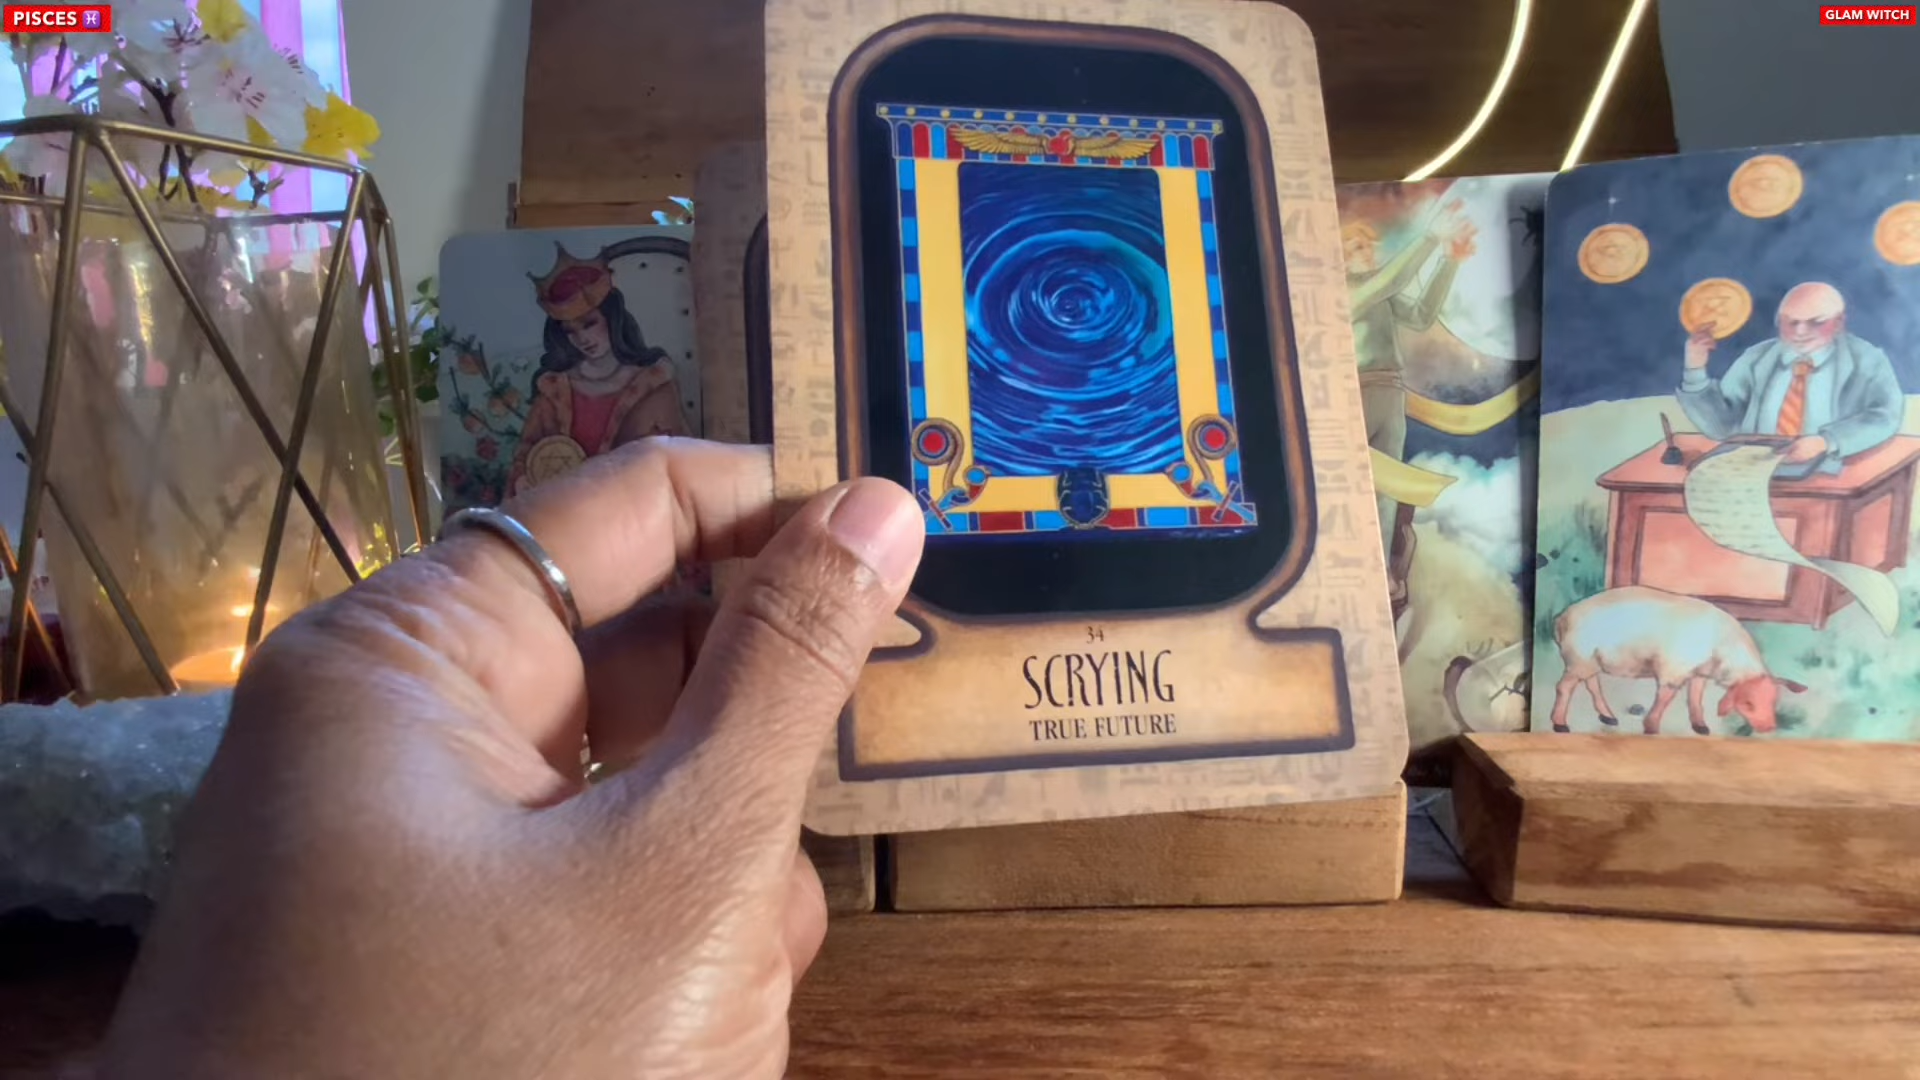 PISCES ♓
GLAM WITCH
34
SCRYING
TRUE FUTURE